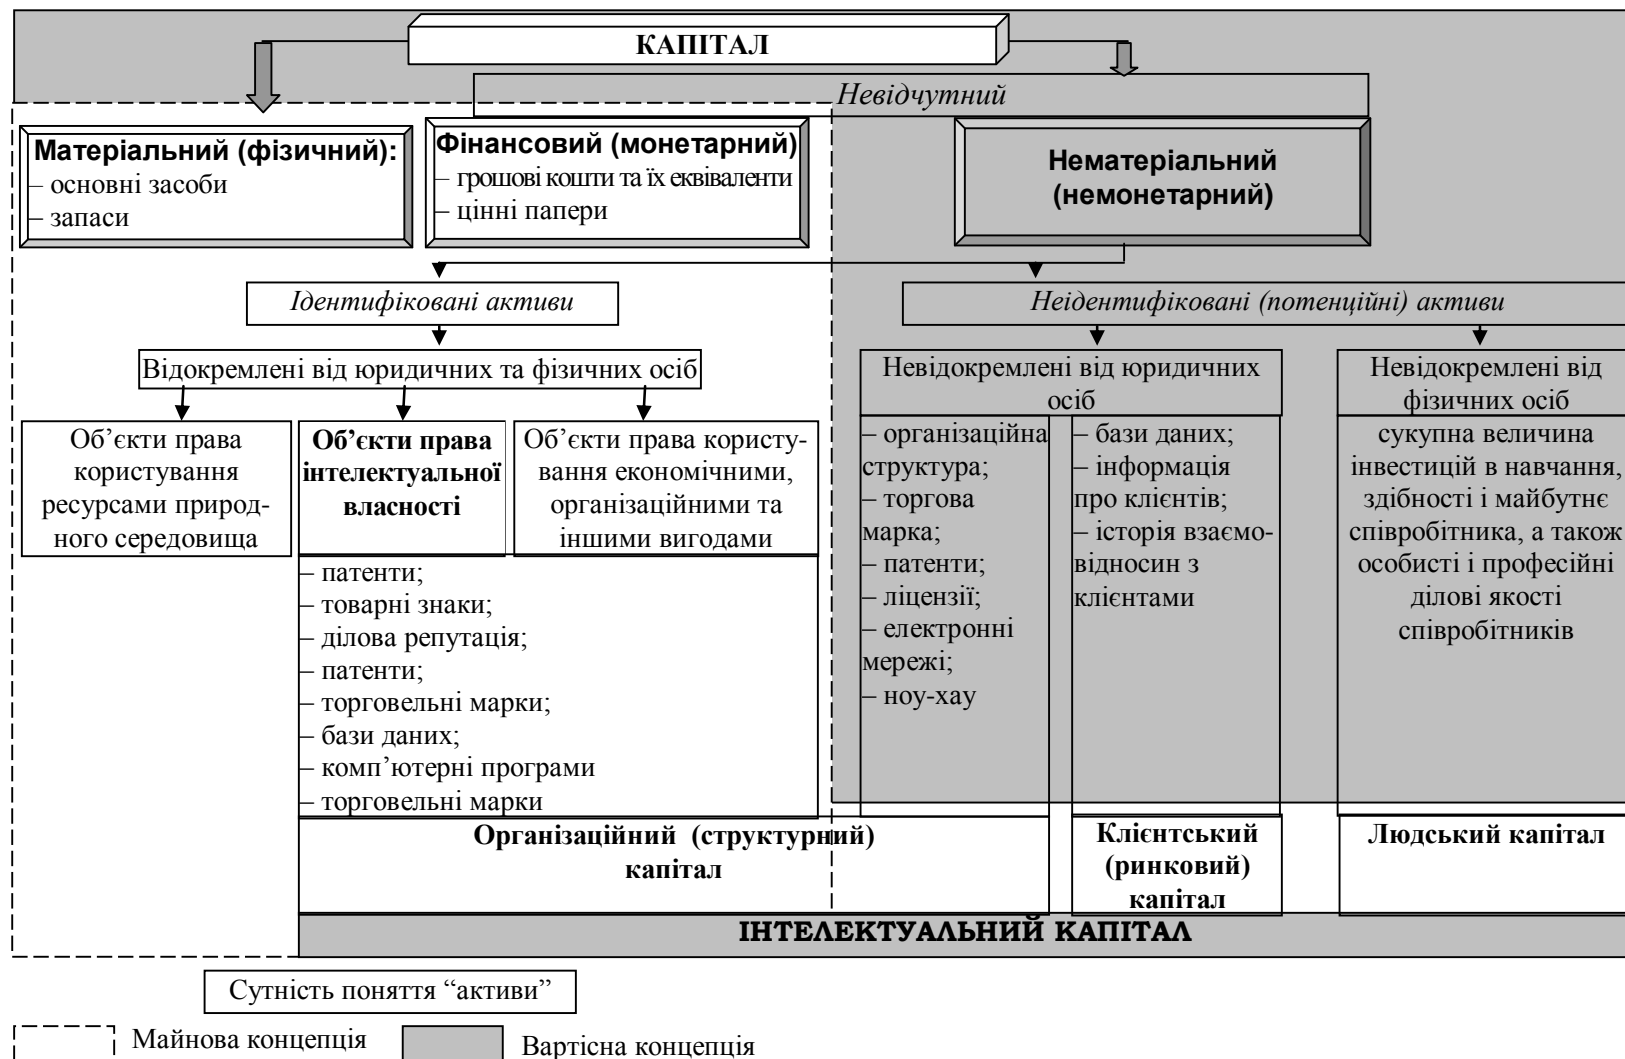 КАПІТАЛ
Невідчутний
Матеріальний (фізичний):
– основні засоби
– запаси
Фінансовий (монетарний)
– грошові кошти та їх еквіваленти
– цінні папери
Нематеріальний
(немонетарний)
Ідентифіковані активи
Неідентифіковані (потенційні) активи
Відокремлені від юридичних та фізичних осіб
Невідокремлені від юридичних
осіб
Невідокремлені від
фізичних осіб
Об’єкти права
користування
ресурсами природ-
ного середовища
Об’єкти права
інтелектуальної
власності
Об’єкти права користу-
вання економічними,
організаційними та
іншими вигодами
– патенти;
– товарні знаки;
– ділова репутація;
– патенти;
– торговельні марки;
– бази даних;
– комп’ютерні програми
– торговельні марки
– організаційна
структура;
– торгова
марка;
– патенти;
– ліцензії;
– електронні
мережі;
– ноу-хау
– бази даних;
– інформація
про клієнтів;
– історія взаємо-
відносин з
клієнтами
сукупна величина
інвестицій в навчання,
здібності і майбутнє
співробітника, а також
особисті і професійні
ділові якості
співробітників
Організаційний (структурний)
капітал
Клієнтський
(ринковий)
капітал
Людський капітал
ІНТЕЛЕКТУАЛЬНИЙ КАПІТАЛ
Сутність поняття “активи”
Майнова концепція
Вартісна концепція